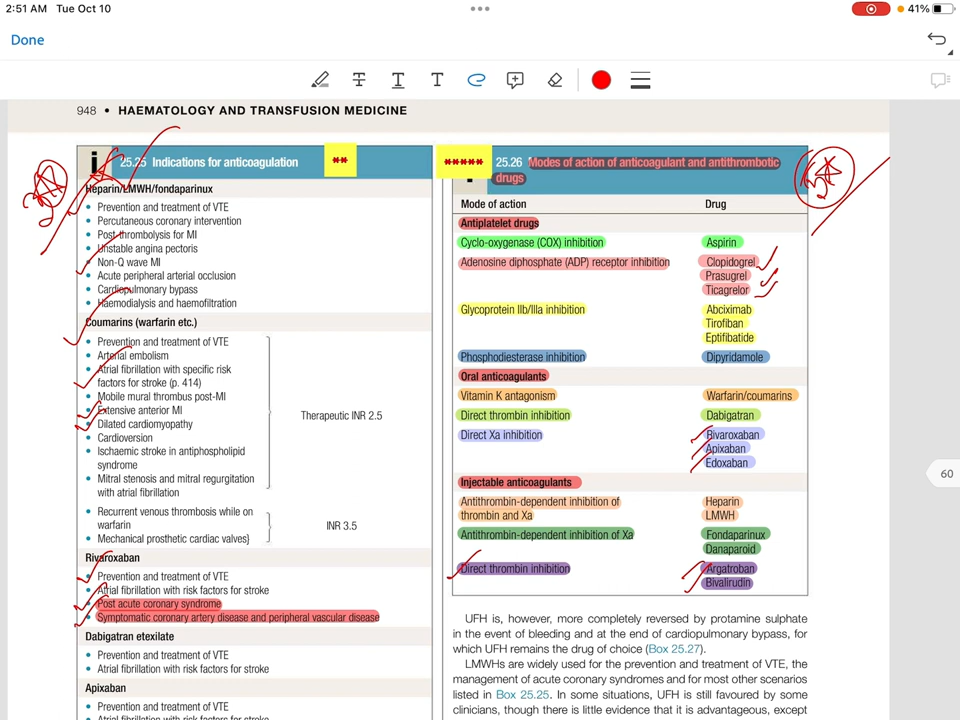 2:51 AM Tue Oct 10
41%
Done
948 • HAEMATOLOGY AND TRANSFUSION MEDICINE
i 25.25 Indications for anticoagulation **
Heparin/LMWH/fondaparinux
• Prevention and treatment of VTE
• Percutaneous coronary intervention
• Post thrombolysis for MI
• Unstable angina pectoris
• Non-Q wave MI
• Acute peripheral arterial occlusion
• Cardiopulmonary bypass
• Haemodialysis and haemofiltration
Coumarins (warfarin etc.)
• Prevention and treatment of VTE
• Arterial embolism
• Atrial fibrillation with specific risk
factors for stroke (p. 414)
• Mobile mural thrombus post-MI
• Extensive anterior MI
• Dilated cardiomyopathy
• Cardioversion
• Ischaemic stroke in antiphospholipid
syndrome
• Mitral stenosis and mitral regurgitation
with atrial fibrillation
Therapeutic INR 2.5
• Recurrent venous thrombosis while on
warfarin
• Mechanical prosthetic cardiac valves}
INR 3.5
Rivaroxaban
• Prevention and treatment of VTE
• Atrial fibrillation with risk factors for stroke
• Post acute coronary syndrome
• Symptomatic coronary artery disease and peripheral vascular disease
Dabigatran etexilate
• Prevention and treatment of VTE
• Atrial fibrillation with risk factors for stroke
Apixaban
• Prevention and treatment of VTE
• Atrial fibrillation with risk factors for stroke
***** 25.26 Modes of action of anticoagulant and antithrombotic
drugs
Mode of action Drug
Antiplatelet drugs
Cyclo-oxygenase (COX) inhibition Aspirin
Adenosine diphosphate (ADP) receptor inhibition Clopidogrel
Prasugrel
Ticagrelor
Glycoprotein IIb/IIIa inhibition Abciximab
Tirofiban
Eptifibatide
Phosphodiesterase inhibition Dipyridamole
Oral anticoagulants
Vitamin K antagonism Warfarin/coumarins
Direct thrombin inhibition Dabigatran
Direct Xa inhibition Rivaroxaban
Apixaban
Edoxaban
Injectable anticoagulants
Antithrombin-dependent inhibition of Heparin
thrombin and Xa LMWH
Antithrombin-dependent inhibition of Xa Fondaparinux
Danaparoid
Direct thrombin inhibition Argatroban
Bivalirudin
UFH is, however, more completely reversed by protamine sulphate
in the event of bleeding and at the end of cardiopulmonary bypass, for
which UFH remains the drug of choice (Box 25.27).
LMWHs are widely used for the prevention and treatment of VTE, the
management of acute coronary syndromes and for most other scenarios
listed in Box 25.25. In some situations, UFH is still favoured by some
clinicians, though there is little evidence that it is advantageous, except
60